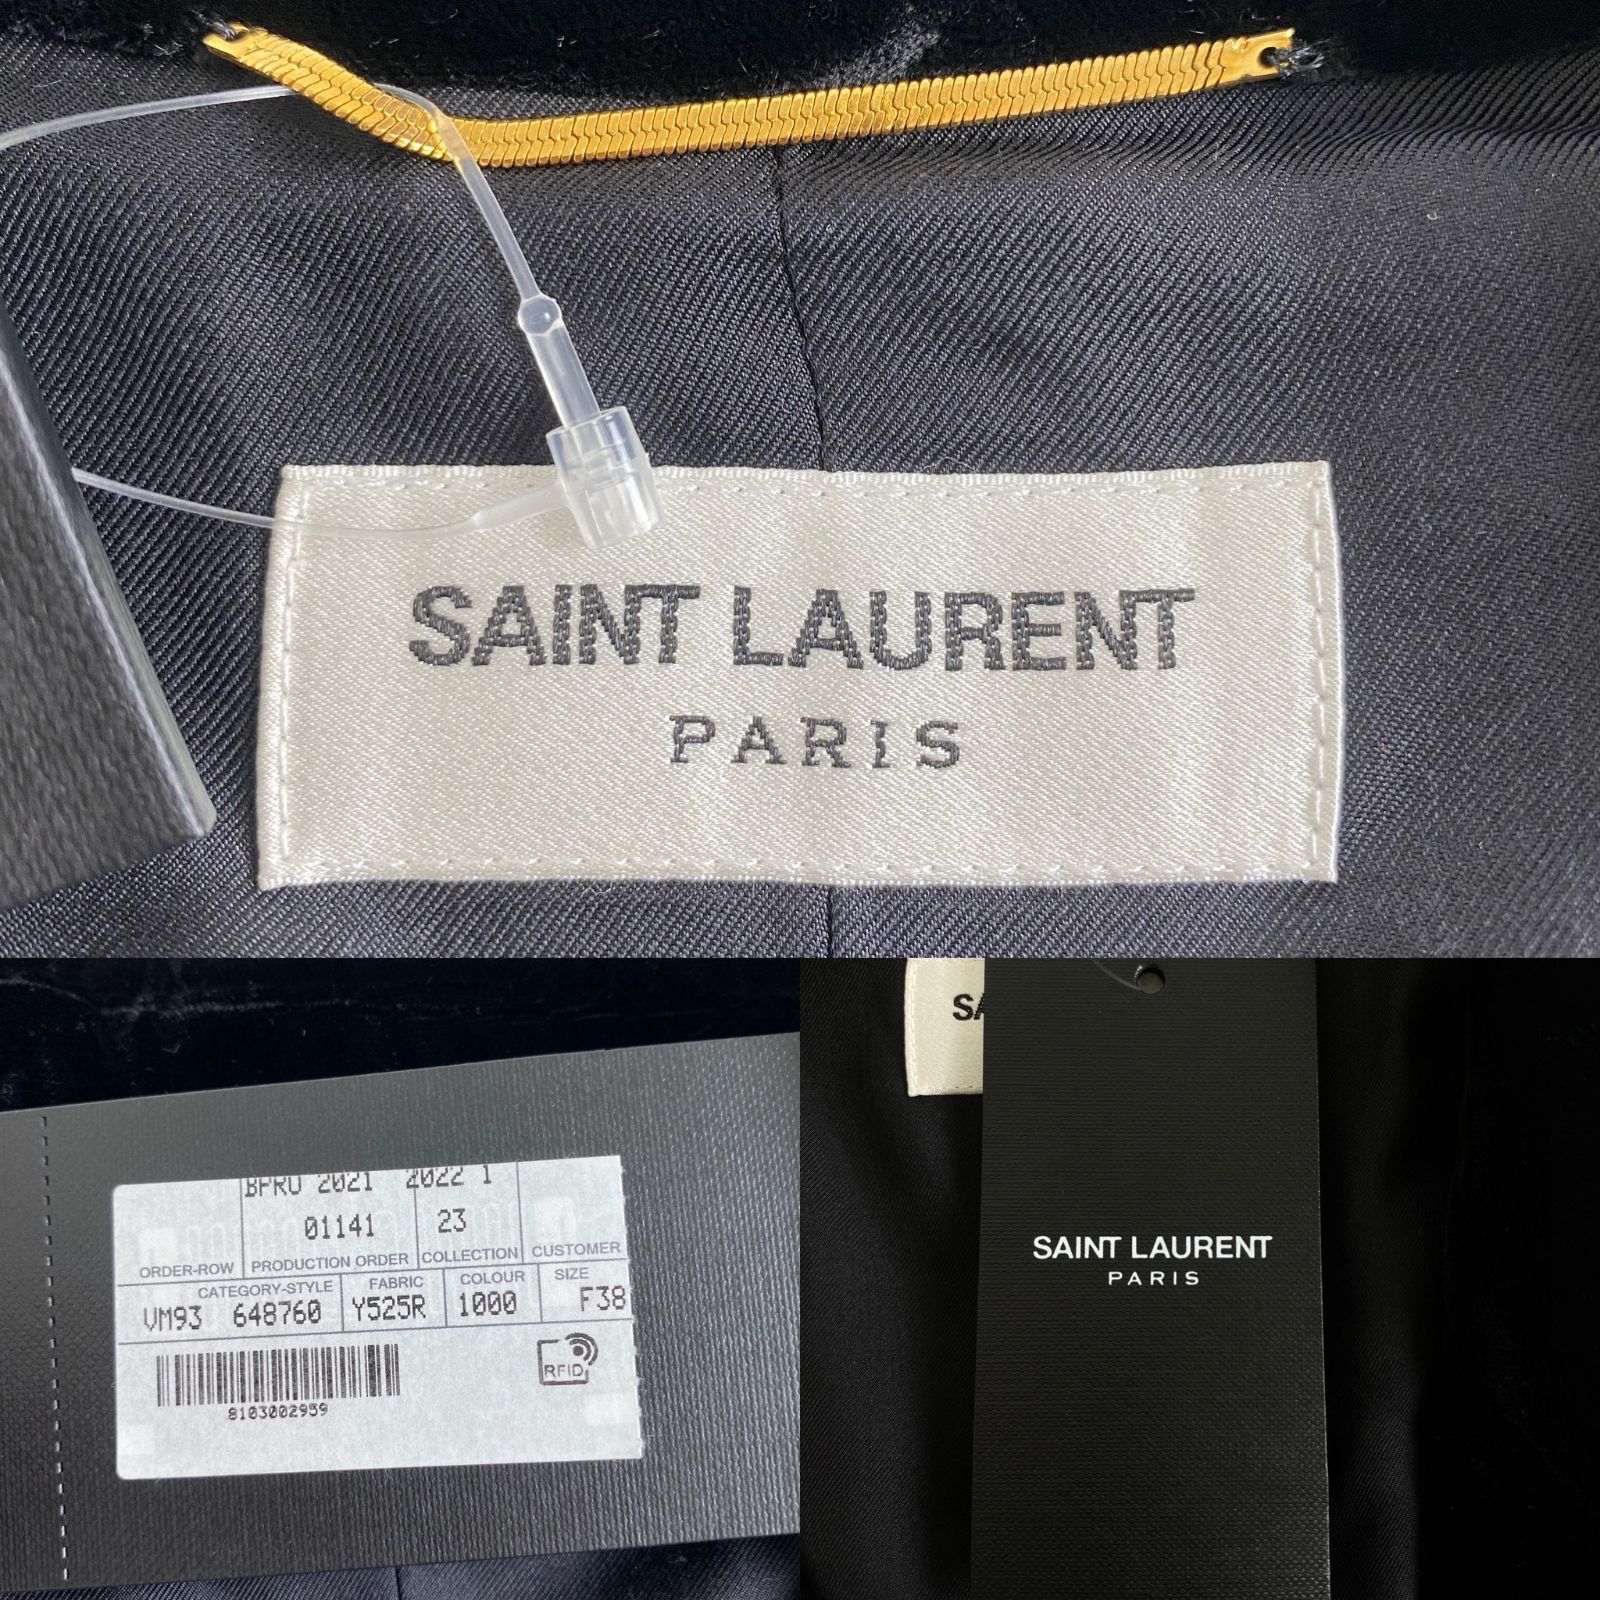 SAINT LAURENT
PARIS
BPRU 2021 2022 1
01141 23
ORDER-ROW PRODUCTION ORDER COLLECTION CUSTOMER
CATEGORY-STYLE FABRIC COLOUR SIZE
VM93 648760 Y525R 1000 F38
RFID
8103002959
SA
SAINT LAURENT
PARIS